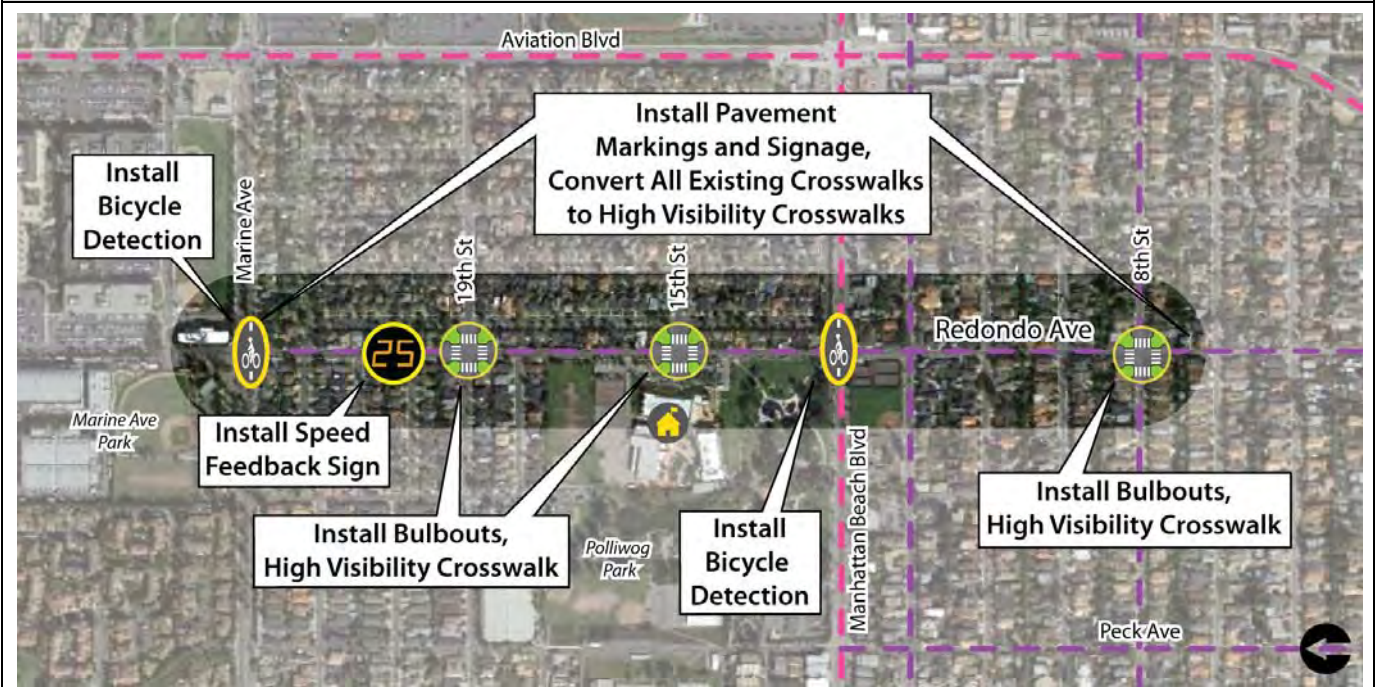 Aviation Blvd
Install Pavement
Markings and Signage,
Convert All Existing Crosswalks
to High Visibility Crosswalks
Install
Bicycle
Detection
Marine Ave
19th St
15th St
8th St
Redondo Ave
25
Marine Ave
Park
Install Speed
Feedback Sign
Install Bulbouts,
High Visibility Crosswalk
Polliwog
Park
Install
Bicycle
Detection
Manhattan Beach Blvd
Install Bulbouts,
High Visibility Crosswalk
Peck Ave